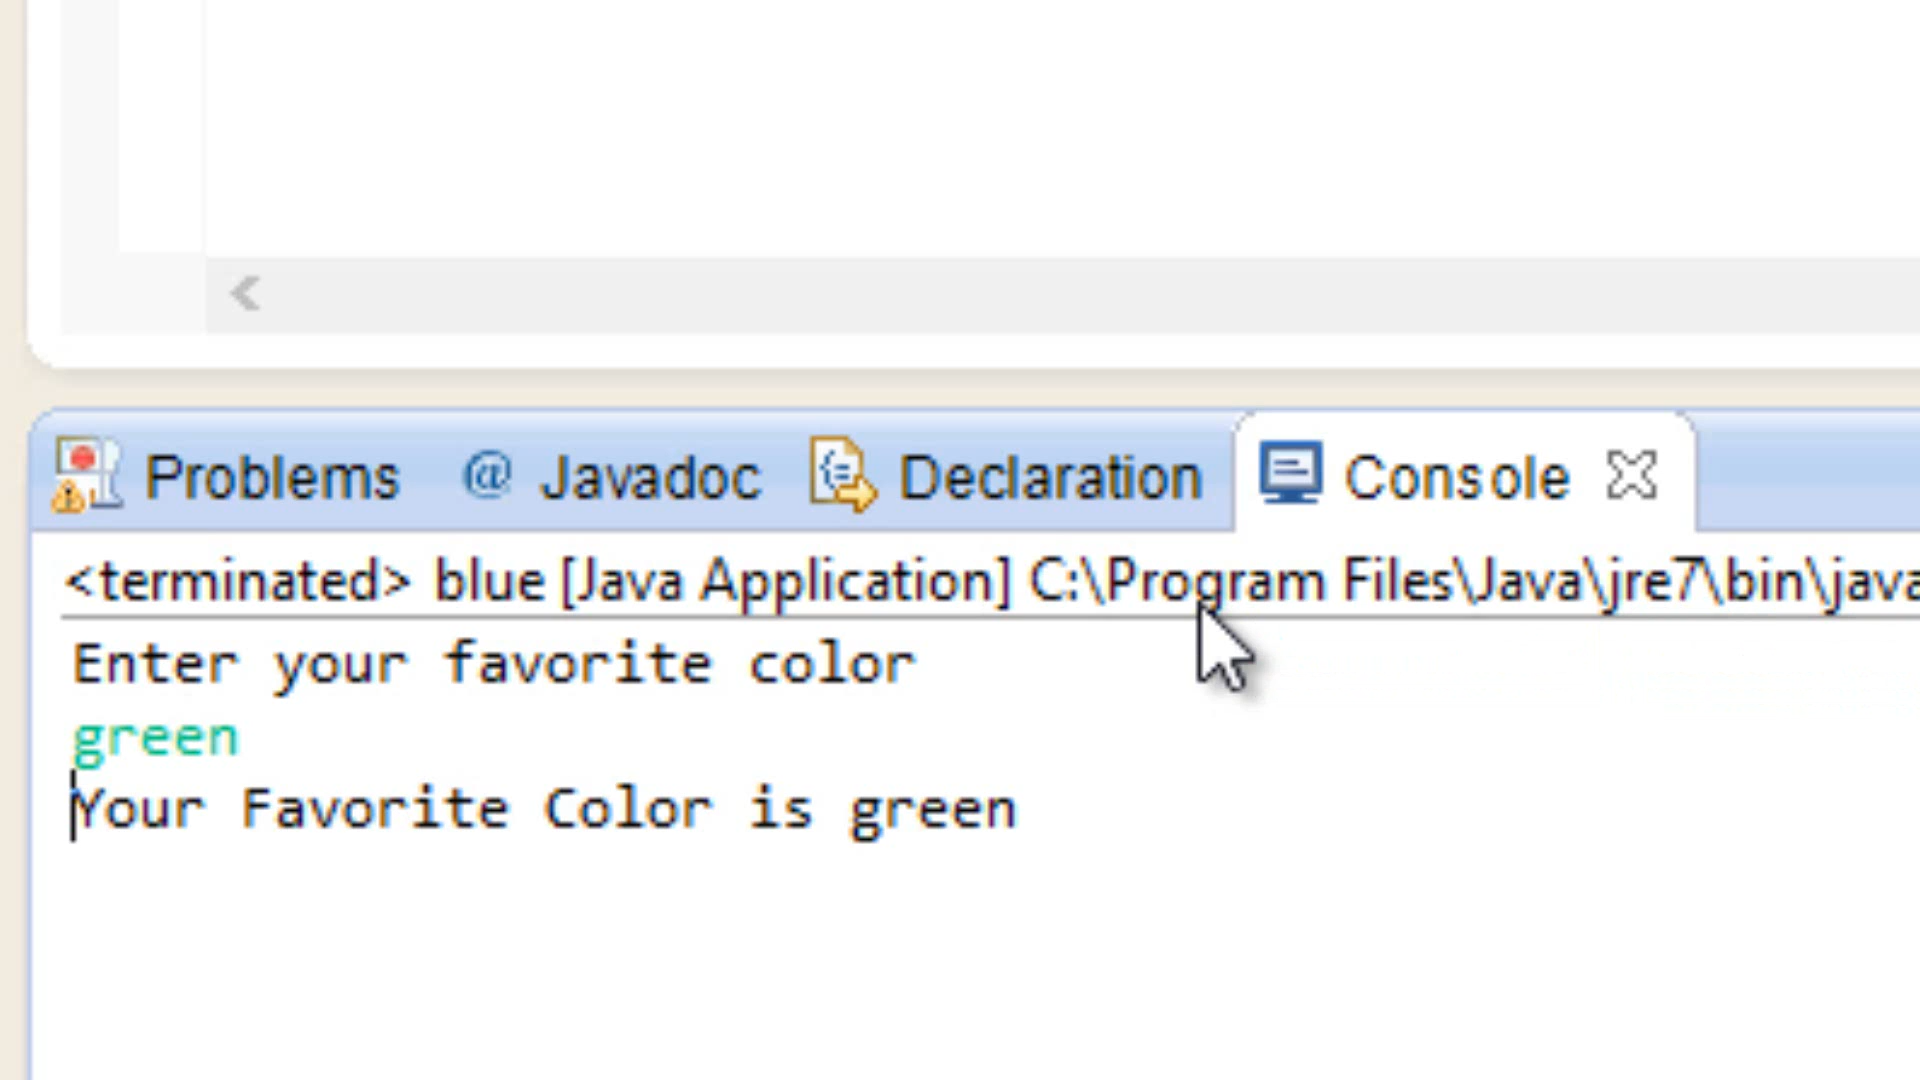 Problems @ Javadoc Declaration Console
<terminated> blue [Java Application] C:\Program Files\Java\jre7\bin\java
Enter your favorite color
green
Your Favorite Color is green